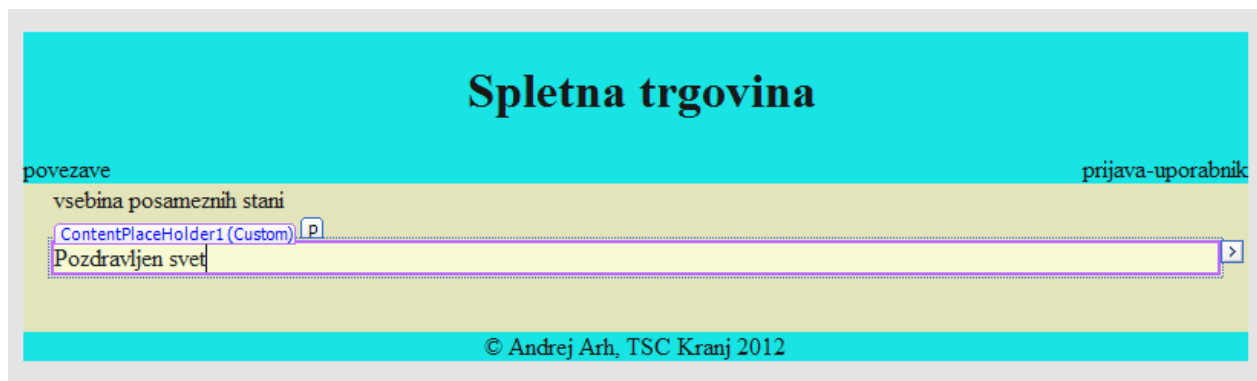 Spletna trgovina
povezave prijava-uporabnik
vsebina posameznih stani
ContentPlaceHolder1 (Custom) p
Pozdravljen svet >
© Andrej Arh, TSC Kranj 2012